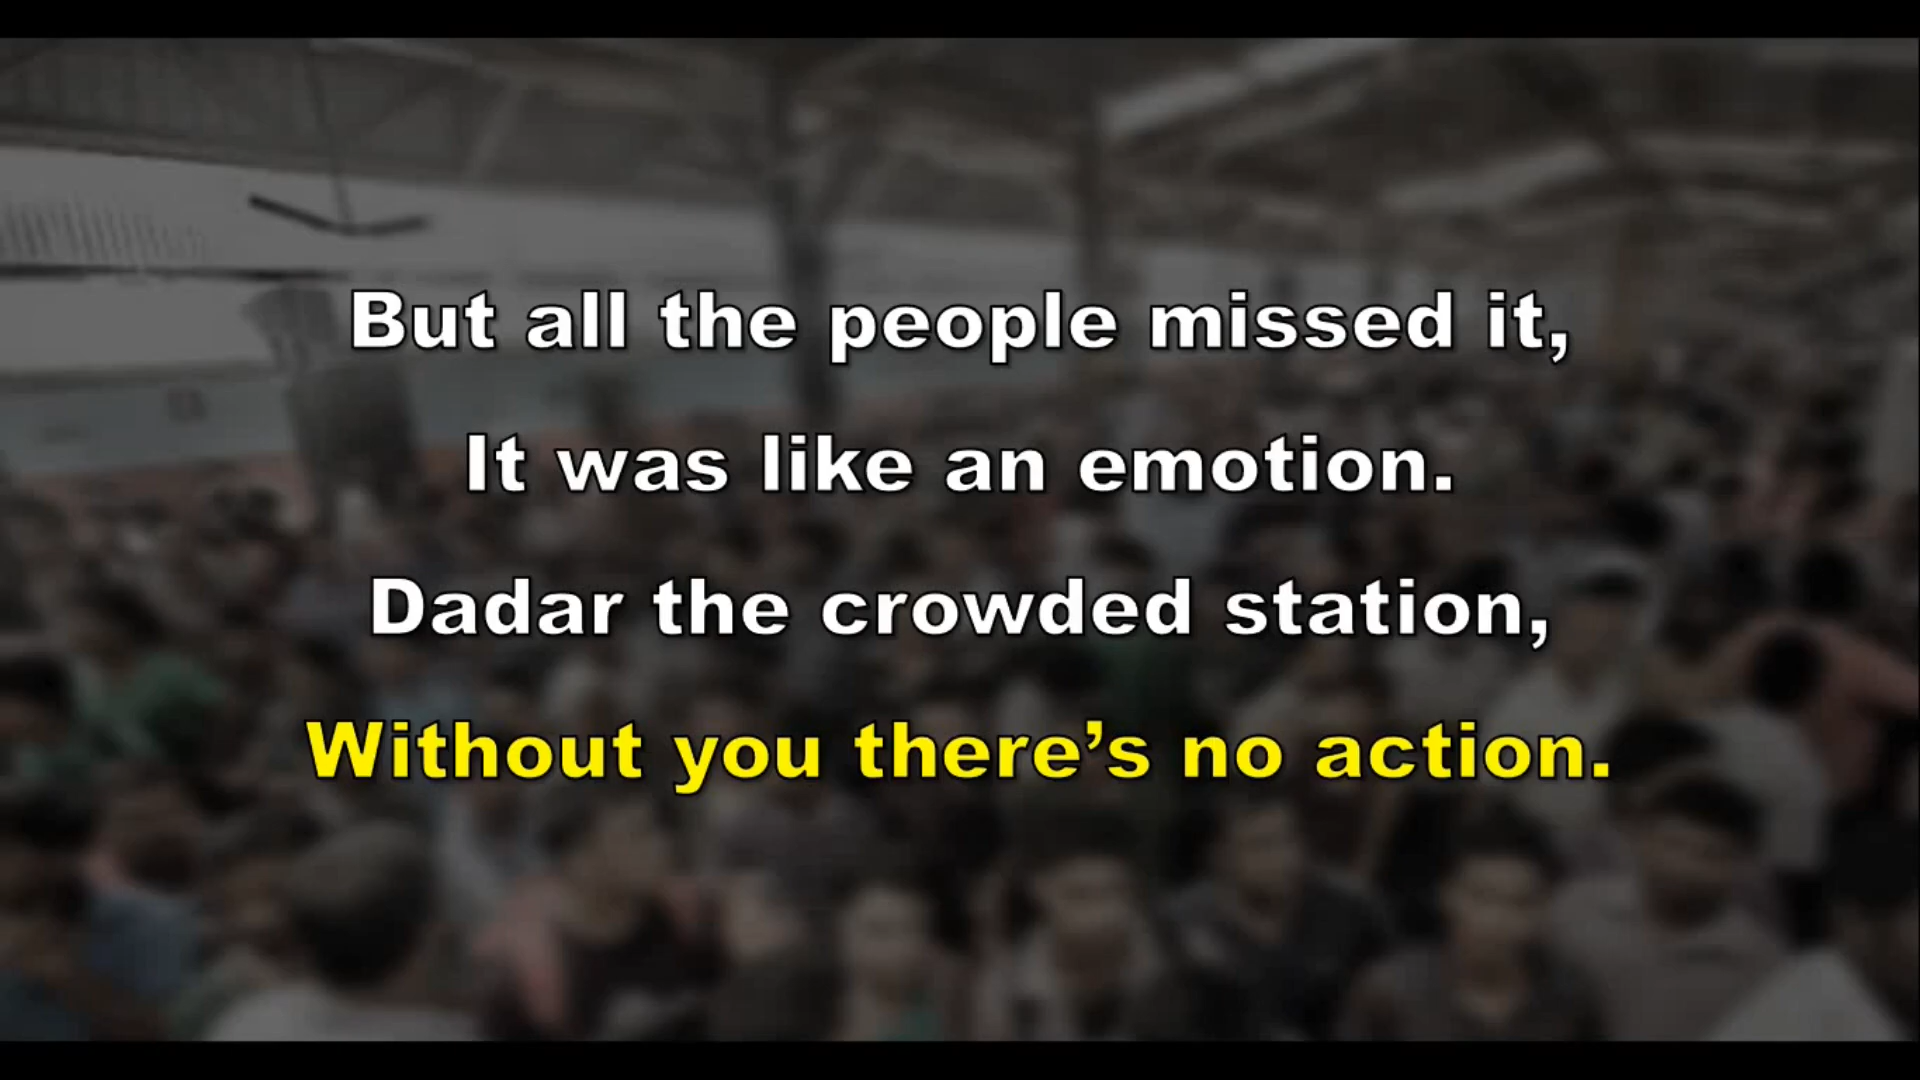 But all the people missed it,
It was like an emotion.
Dadar the crowded station,
Without you there’s no action.